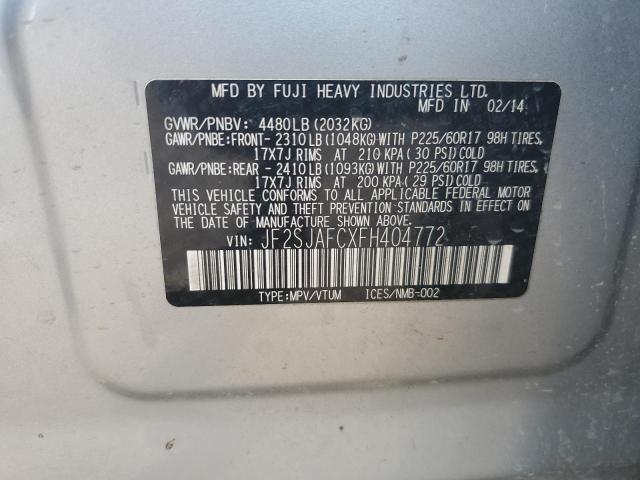 MFD BY FUJI HEAVY INDUSTRIES LTD.
MFD IN 02/14
GVWR/PNBV: 4480LB(2032KG)
GAWR/PNBE:FRONT- 2310LB(1048KG)WITH P225/60R17 98H TIRES,
17X7J RIMS AT 210 KPA( 30 PSI)COLD
GAWR/PNBE:REAR - 2410LB(1093KG)WITH P225/60R17 98H TIRES,
17X7J RIMS AT 200 KPA( 29 PSI)COLD
THIS VEHICLE CONFORMS TO ALL APPLICABLE FEDERAL MOTOR
VEHICLE SAFETY AND THEFT PREVENTION STANDARDS IN EFFECT ON
THE DATE OF MANUFACTURE SHOWN ABOVE.
VIN: JF2SJAFCXFH404772
TYPE:MPV/VTUM ICES/NMB-002